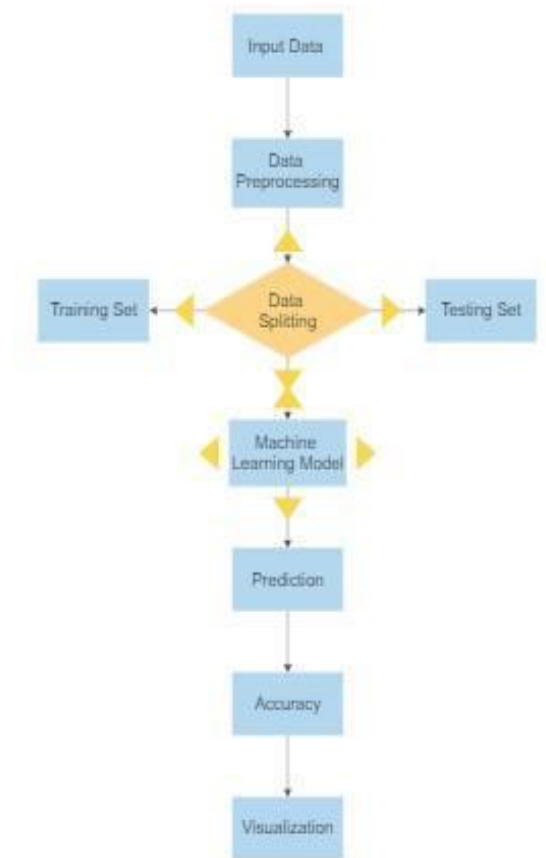 Input Data
Data
Preprocessing
Training Set
Data
Splitting
Testing Set
Machine
Learning Model
Prediction
Accuracy
Visualization